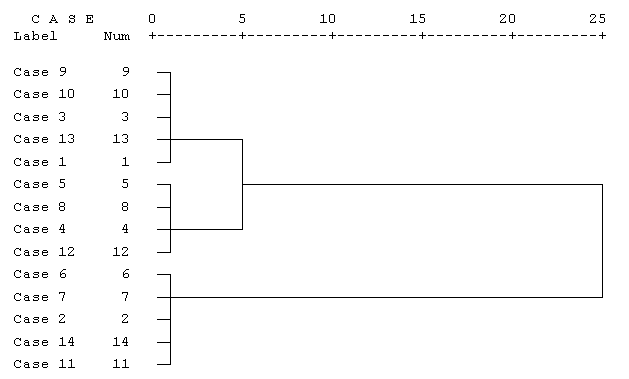 C A S E 0 5 10 15 20 25
Label Num +---------+---------+---------+---------+---------+
Case 9 9
Case 10 10
Case 3 3
Case 13 13
Case 1 1
Case 5 5
Case 8 8
Case 4 4
Case 12 12
Case 6 6
Case 7 7
Case 2 2
Case 14 14
Case 11 11